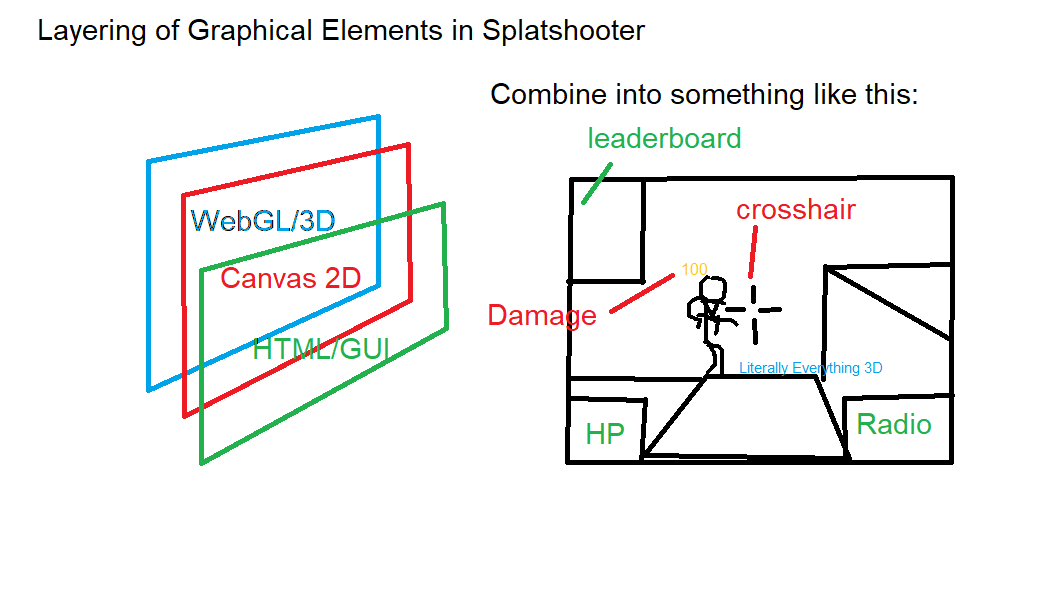 Layering of Graphical Elements in Splatshooter
Combine into something like this:
leaderboard
WebGL/3D
crosshair
Canvas 2D
100
Damage
HTML/GUI
Literally Everything 3D
HP
Radio